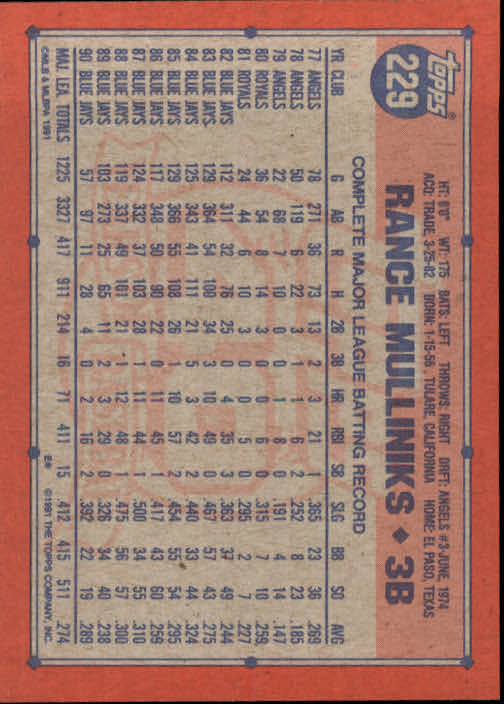 topps®
229
HT: 6'0" WT: 175 BATS: LEFT THROWS: RIGHT DRFT: ANGELS #3-JUNE, 1974
ACQ: TRADE, 3-25-82 BORN: 1-15-56 TULARE, CALIFORNIA HOME: EL PASO, TEXAS
RANCE MULLINIKS ◆ 3B
COMPLETE MAJOR LEAGUE BATTING RECORD
YR CLUB G AB R H 2B 3B HR RBI SB SLG BB SO AVG
77 ANGELS 78 271 36 73 13 2 3 21 1 .365 23 36 .269
78 ANGELS 50 119 6 22 3 1 1 6 2 .252 8 23 .185
79 ANGELS 22 68 7 10 0 0 1 8 0 .191 4 14 .147
80 ROYALS 36 54 8 14 3 0 0 6 0 .315 7 10 .259
81 ROYALS 24 44 6 10 3 0 0 5 0 .295 2 7 .227
82 BLUE JAYS 112 311 32 76 25 0 4 35 3 .363 37 49 .244
83 BLUE JAYS 129 364 54 100 34 3 10 49 0 .467 57 43 .275
84 BLUE JAYS 125 343 41 111 21 5 3 42 2 .440 33 44 .324
85 BLUE JAYS 129 366 55 108 26 1 10 57 2 .454 55 54 .295
86 BLUE JAYS 117 348 50 90 22 0 11 45 1 .417 43 60 .259
87 BLUE JAYS 124 332 37 103 28 1 11 44 1 .500 34 55 .310
88 BLUE JAYS 119 337 49 101 21 1 12 48 1 .475 56 57 .300
89 BLUE JAYS 103 273 25 65 11 2 3 29 0 .326 34 40 .238
90 BLUE JAYS 57 97 11 28 4 0 2 16 2 .392 22 19 .289
MAJ. LEA. TOTALS 1225 3327 417 911 214 16 71 411 15 .412 415 511 .274
©MLB & MLBPA 1991 E* ©1991 THE TOPPS COMPANY, INC.